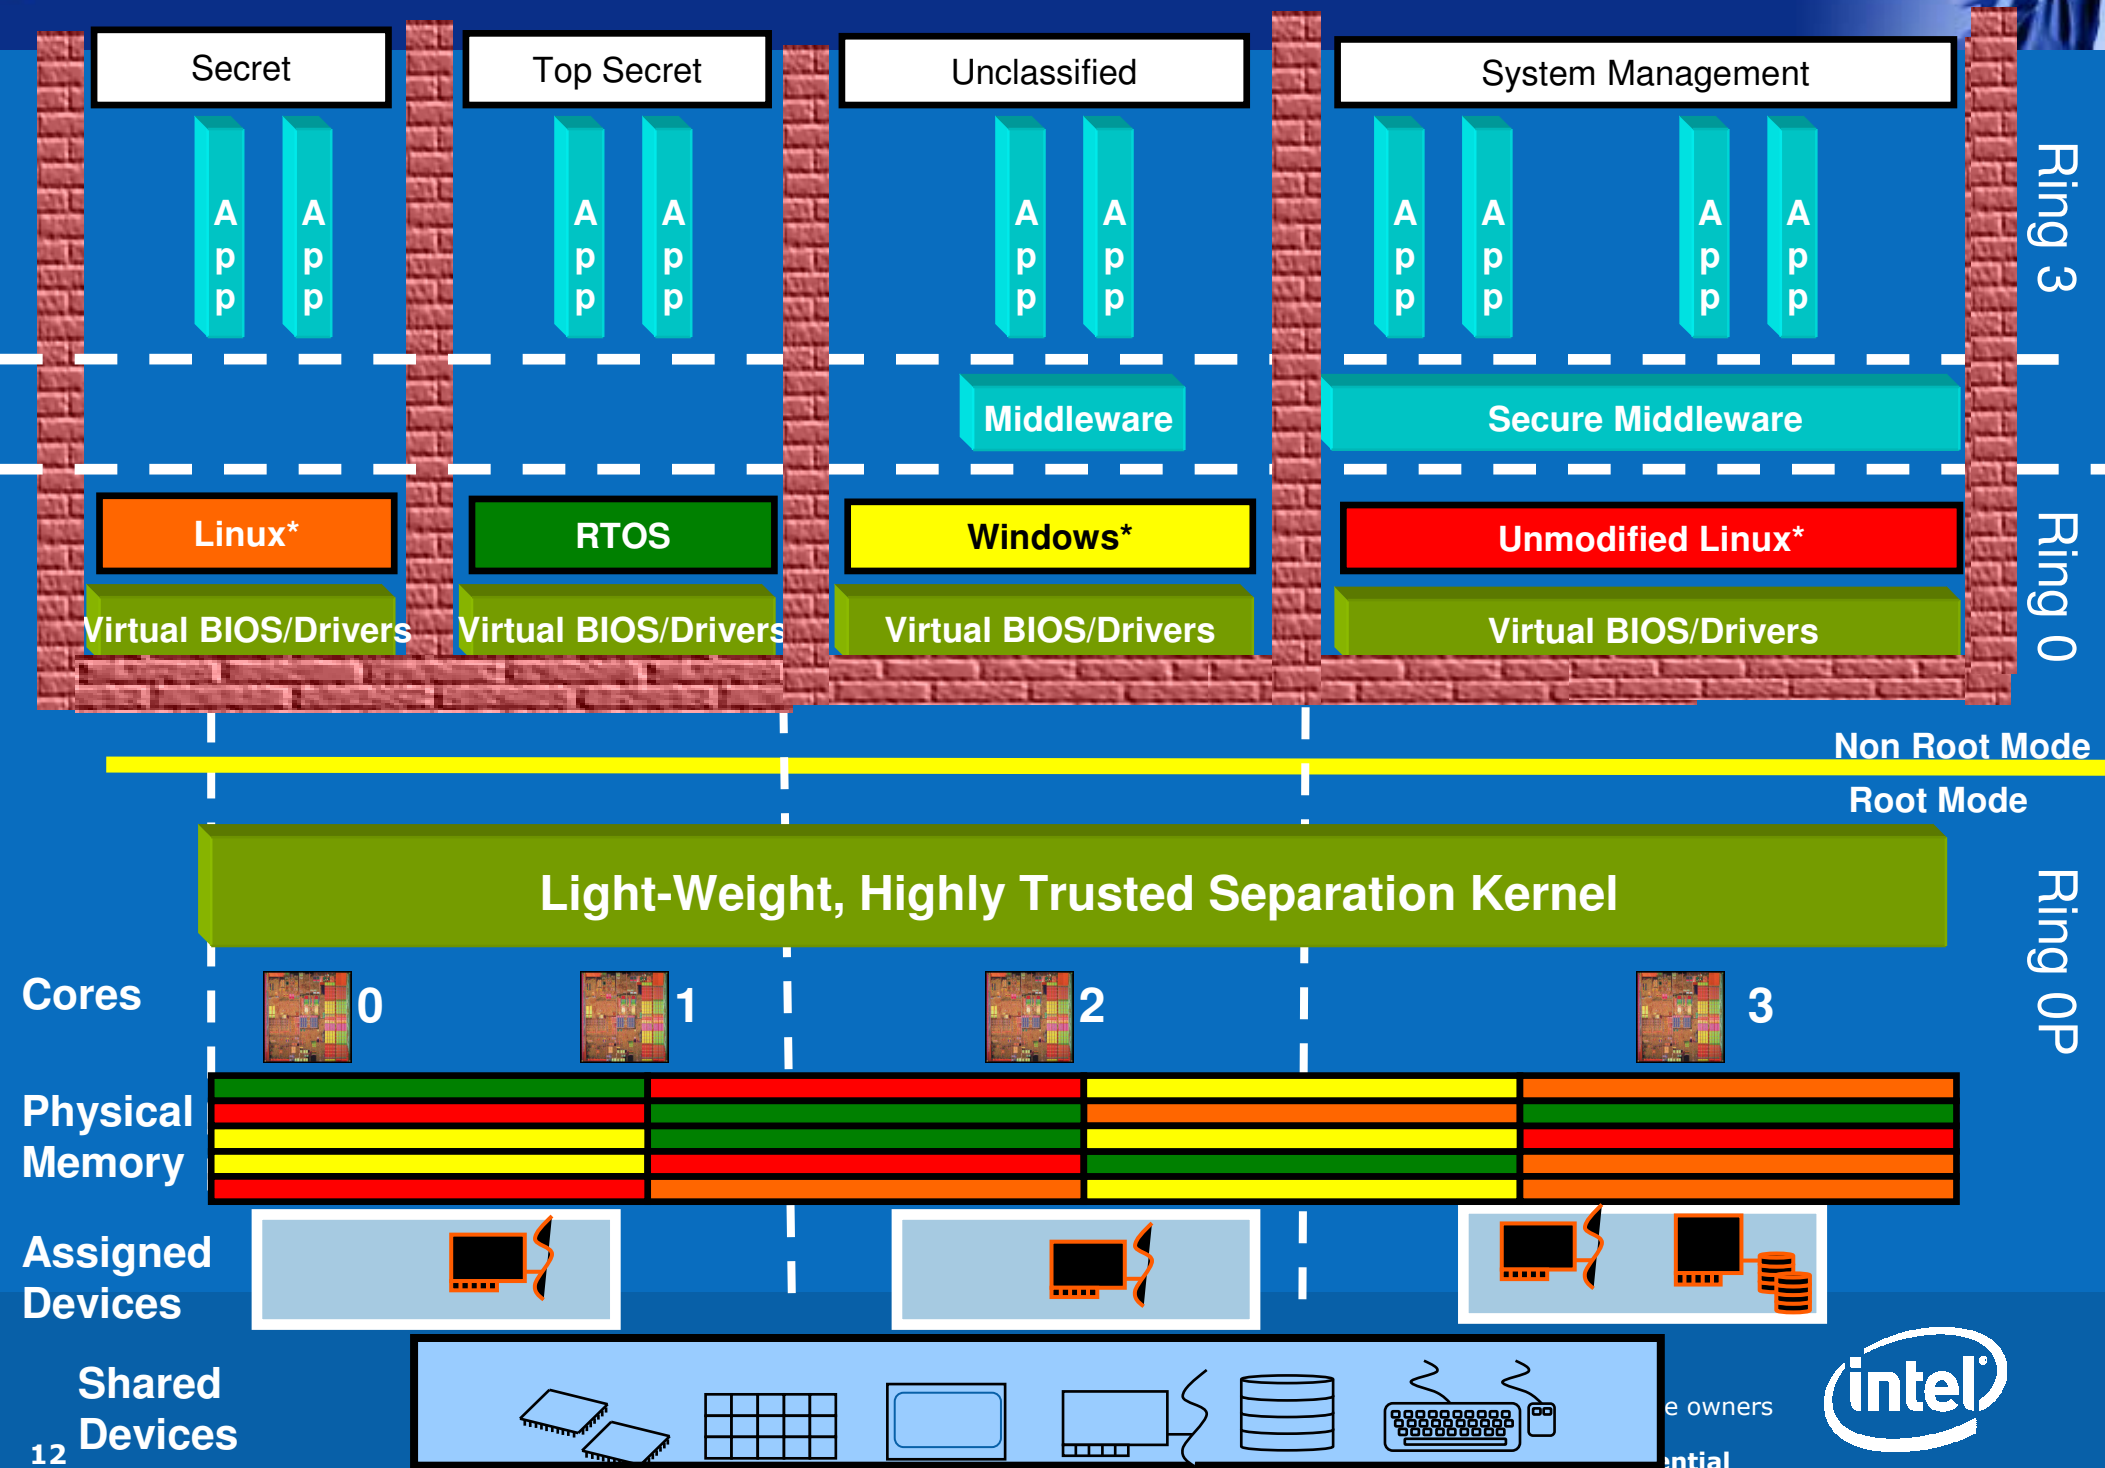 Secret
Top Secret
Unclassified
System Management
App
App
App
App
App
App
App
App
App
App
Ring 3
Middleware
Secure Middleware
Linux*
RTOS
Windows*
Unmodified Linux*
Ring 0
Virtual BIOS/Drivers
Virtual BIOS/Drivers
Virtual BIOS/Drivers
Virtual BIOS/Drivers
Non Root Mode
Root Mode
Light-Weight, Highly Trusted Separation Kernel
Ring 0P
Cores
0
1
2
3
Physical
Memory
Assigned
Devices
Shared
Devices
e owners
intel
12